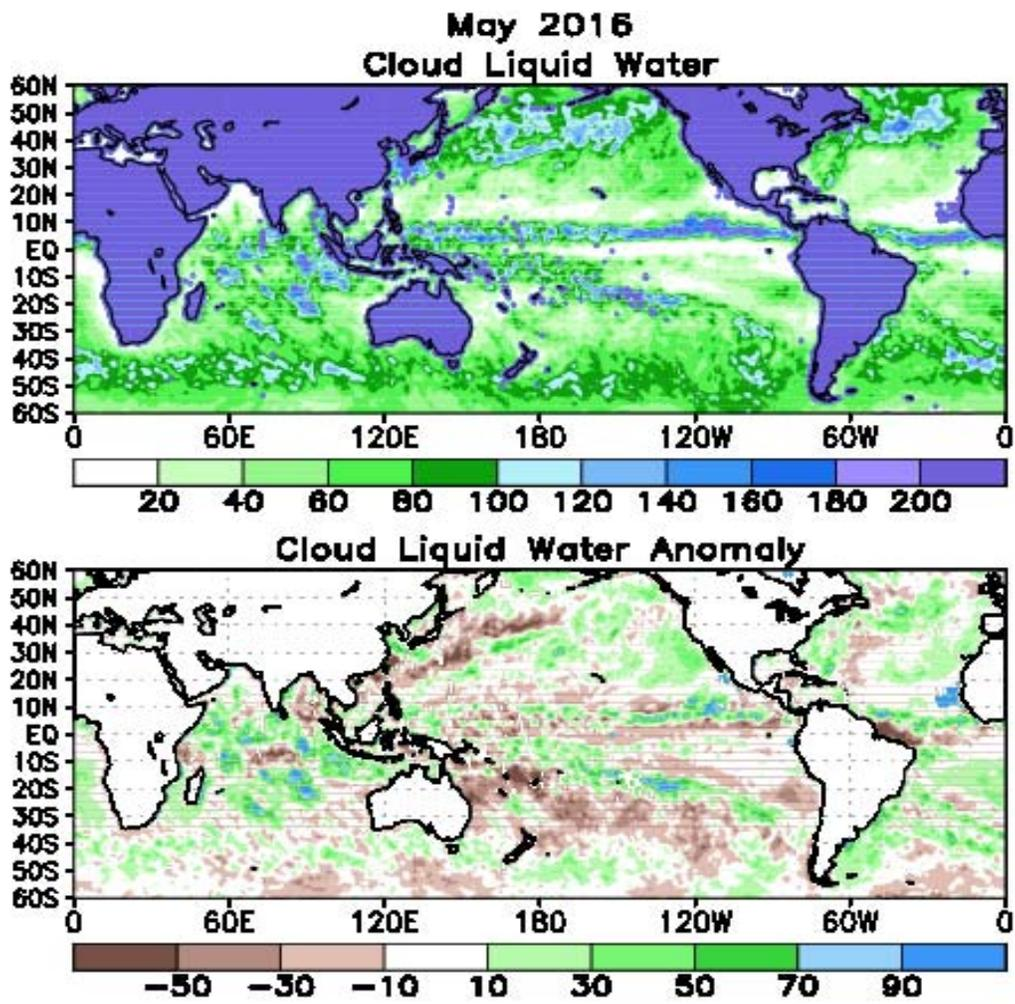 May 2016
Cloud Liquid Water
60N
50N
40N
30N
20N
10N
EQ
10S
20S
30S
40S
50S
60S
0 60E 120E 180 120W 60W 0
20 40 60 80 100 120 140 160 180 200
Cloud Liquid Water Anomaly
60N
50N
40N
30N
20N
10N
EQ
10S
20S
30S
40S
50S
60S
0 60E 120E 180 120W 60W 0
-50 -30 -10 10 30 50 70 90